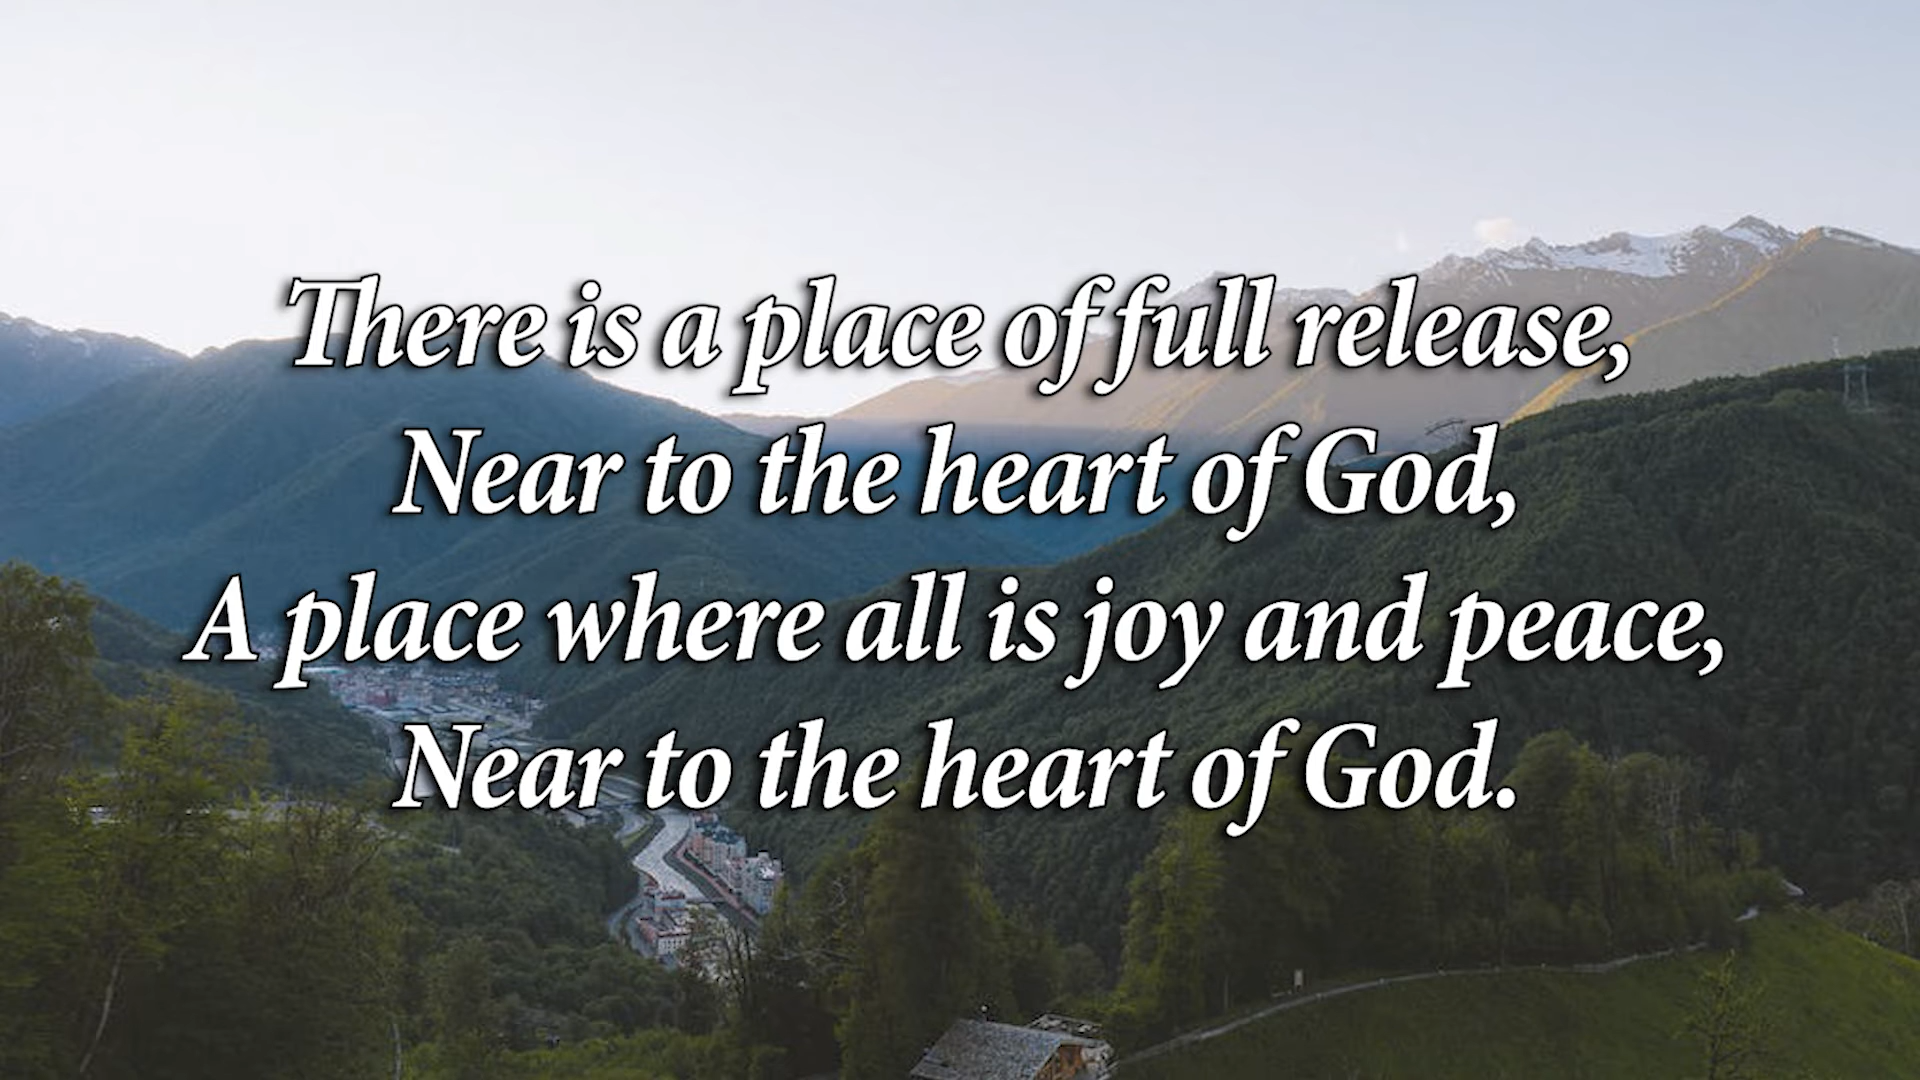 There is a place of full release,
Near to the heart of God,
A place where all is joy and peace,
Near to the heart of God.